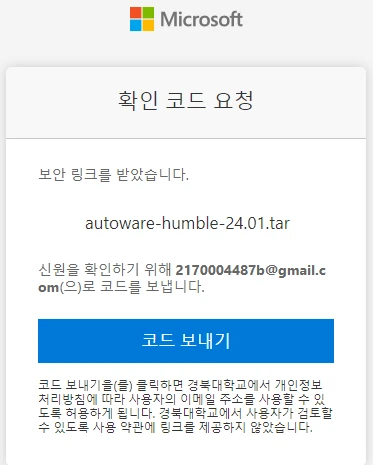 Microsoft
확인 코드 요청
보안 링크를 받았습니다.
autoware-humble-24.01.tar
신원을 확인하기 위해 2170004487b@gmail.c
om(으)로 코드를 보냅니다.
코드 보내기
코드 보내기을(를) 클릭하면 경북대학교에서 개인정보
처리방침에 따라 사용자의 이메일 주소를 사용할 수 있
도록 허용하게 됩니다. 경북대학교에서 사용자가 검토할
수 있도록 사용 약관에 링크를 제공하지 않았습니다.